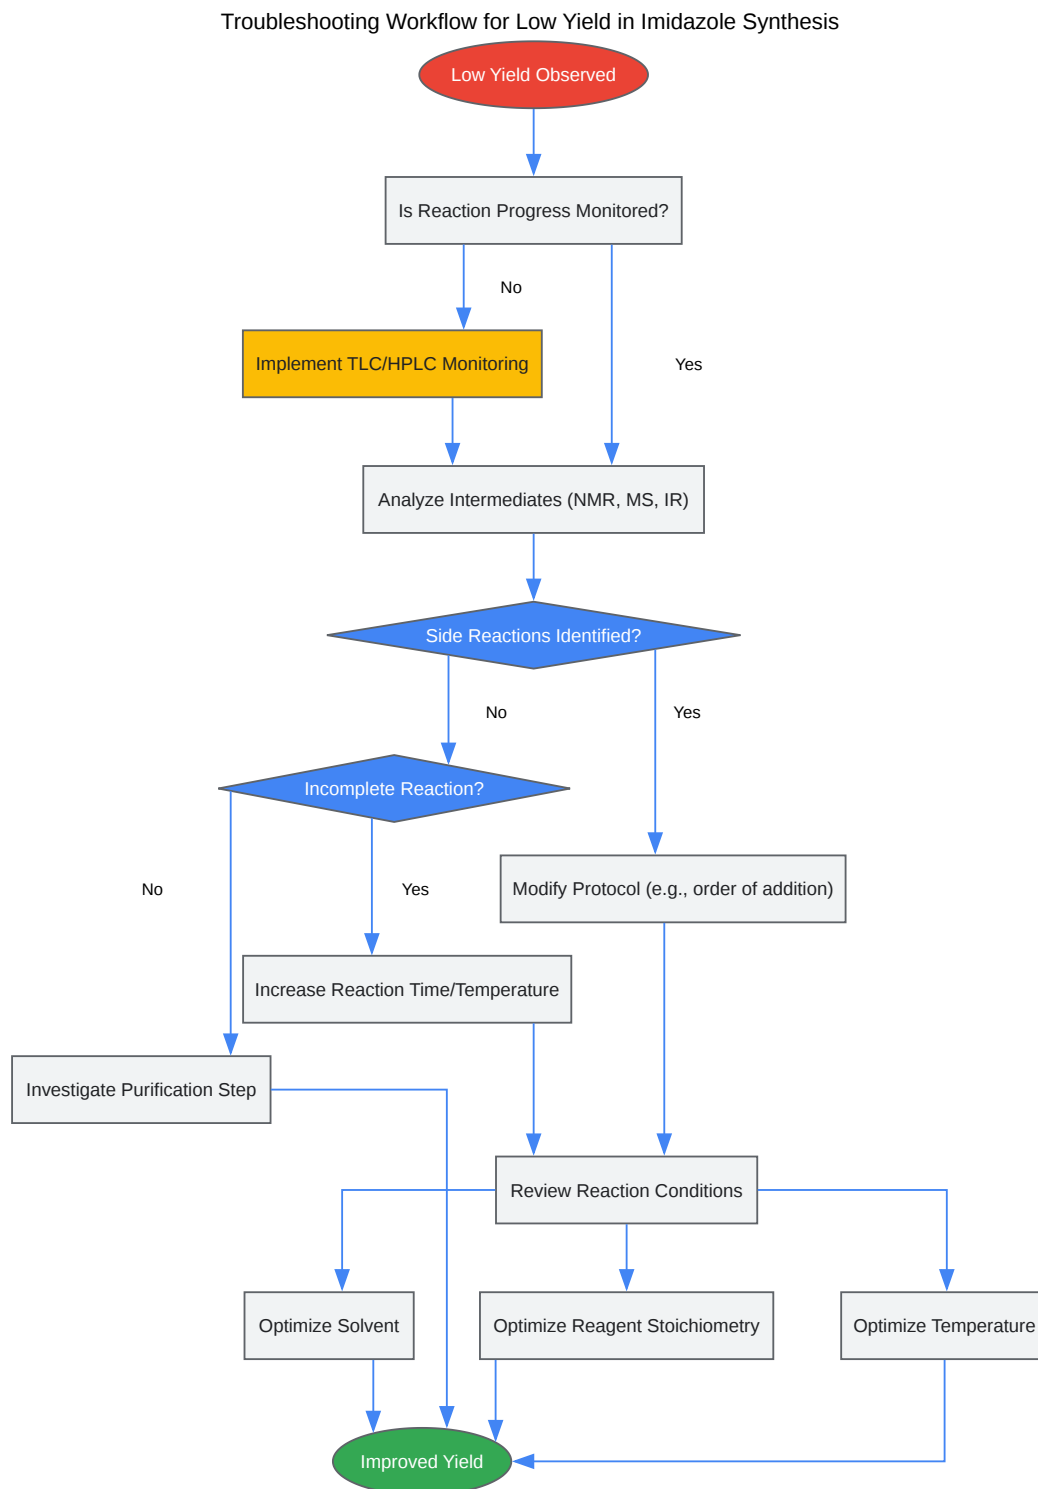 Troubleshooting Workflow for Low Yield in Imidazole Synthesis
Low Yield Observed
Is Reaction Progress Monitored?
No
Implement TLC/HPLC Monitoring
Yes
Analyze Intermediates (NMR, MS, IR)
Side Reactions Identified?
No
Yes
Incomplete Reaction?
No
Yes
Modify Protocol (e.g., order of addition)
Increase Reaction Time/Temperature
Investigate Purification Step
Review Reaction Conditions
Optimize Solvent
Optimize Reagent Stoichiometry
Optimize Temperature
Improved Yield